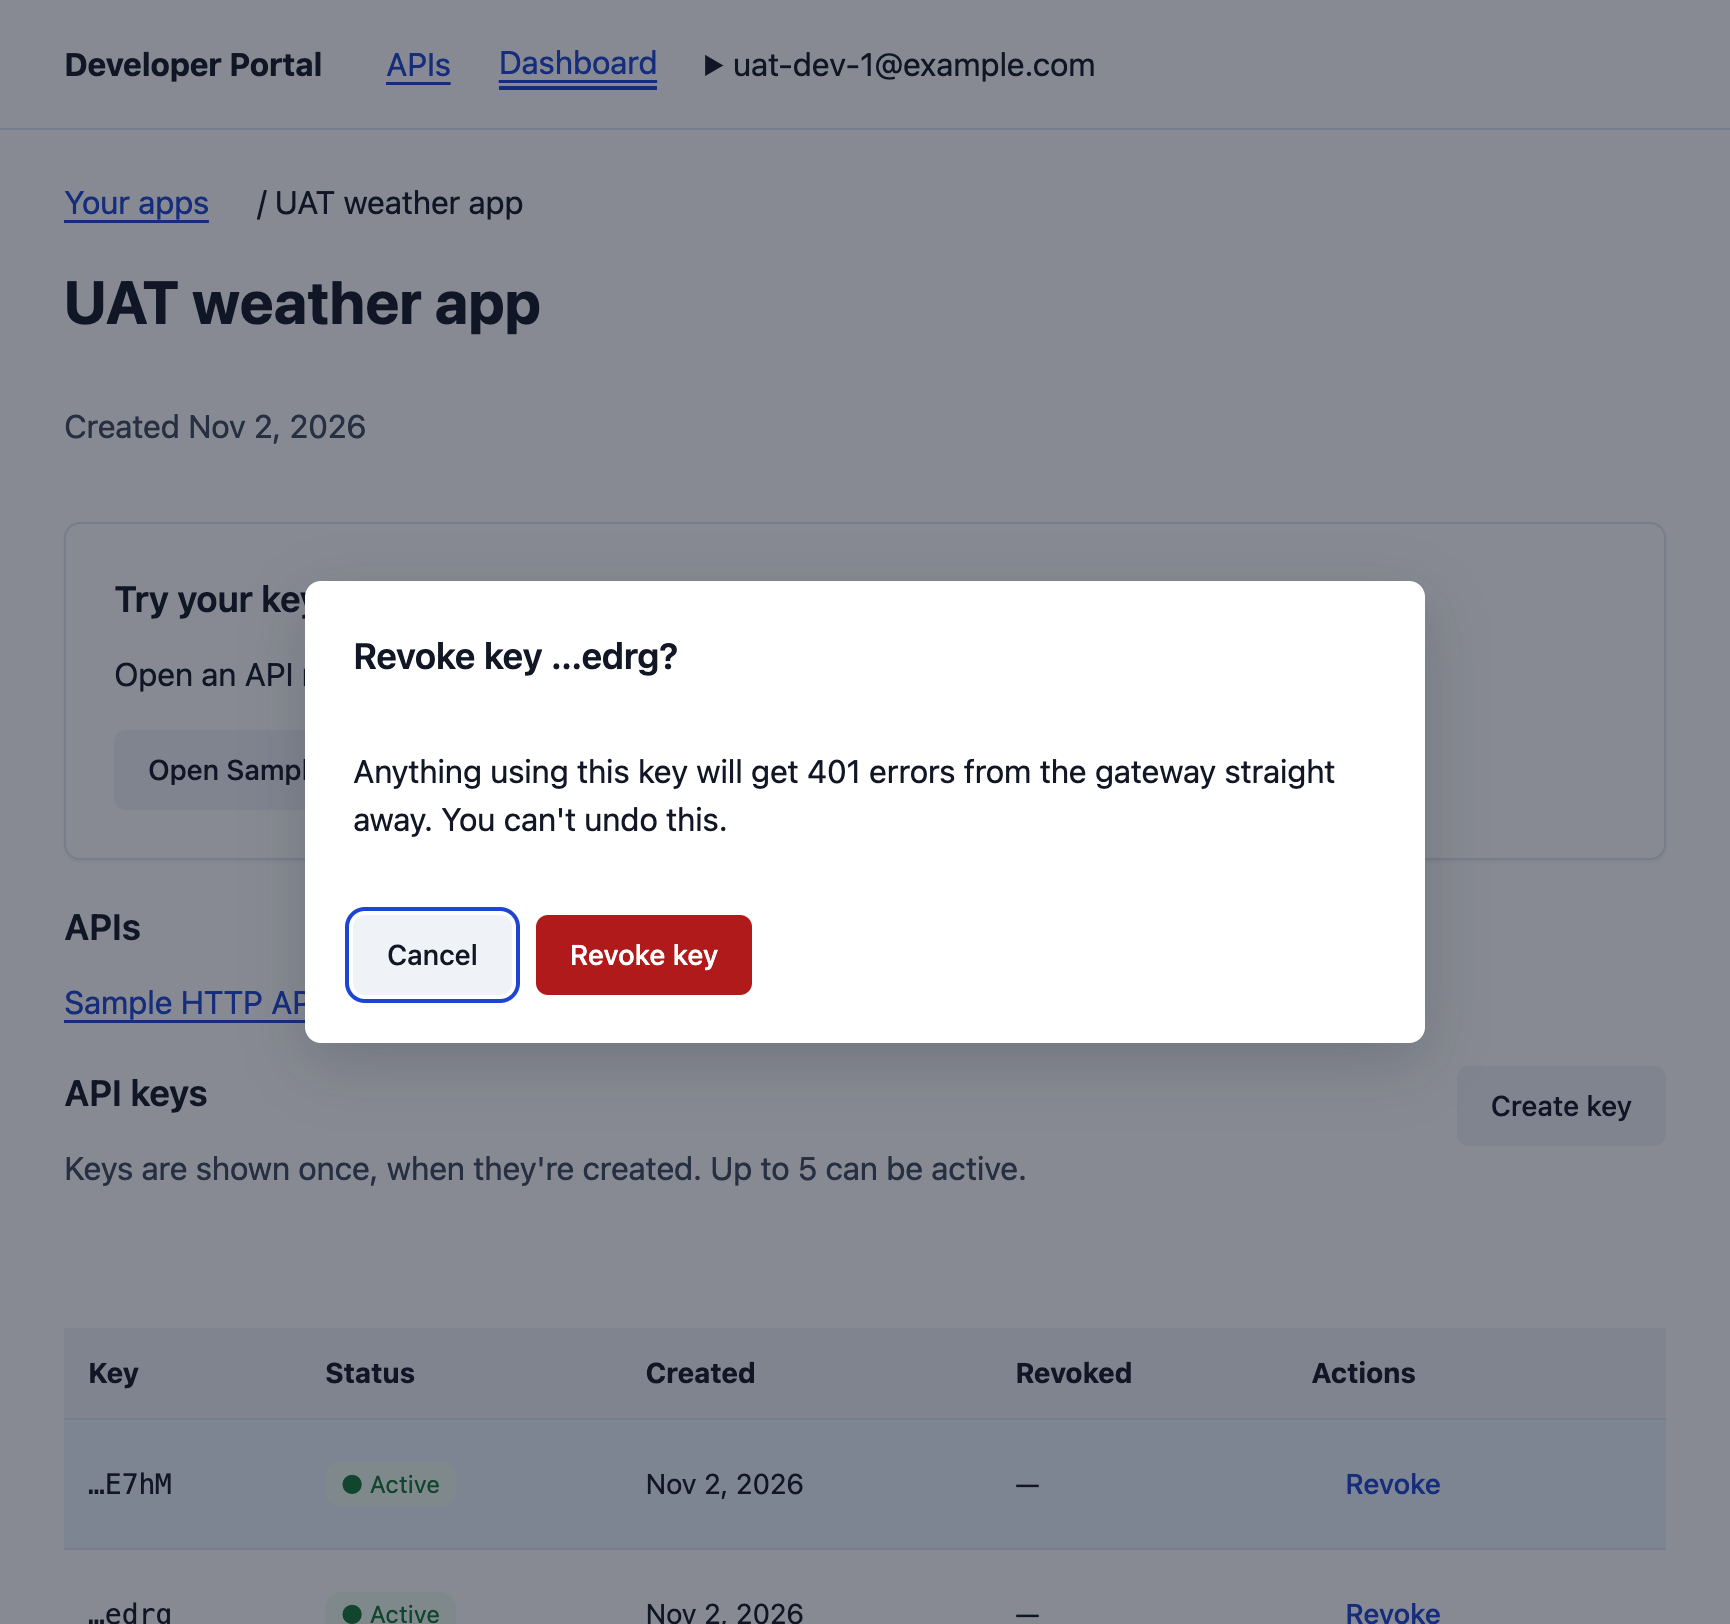 Developer Portal APIs Dashboard ▶ uat-dev-1@example.com
Your apps / UAT weather app
UAT weather app
Created Nov 2, 2026
Try your key
Open an API
Open Sampl
Revoke key ...edrg?
Anything using this key will get 401 errors from the gateway straight
away. You can't undo this.
Cancel Revoke key
APIs
Sample HTTP AP
API keys
Create key
Keys are shown once, when they're created. Up to 5 can be active.
Key Status Created Revoked Actions
…E7hM Active Nov 2, 2026 — Revoke
…edrg Active Nov 2, 2026 — Revoke